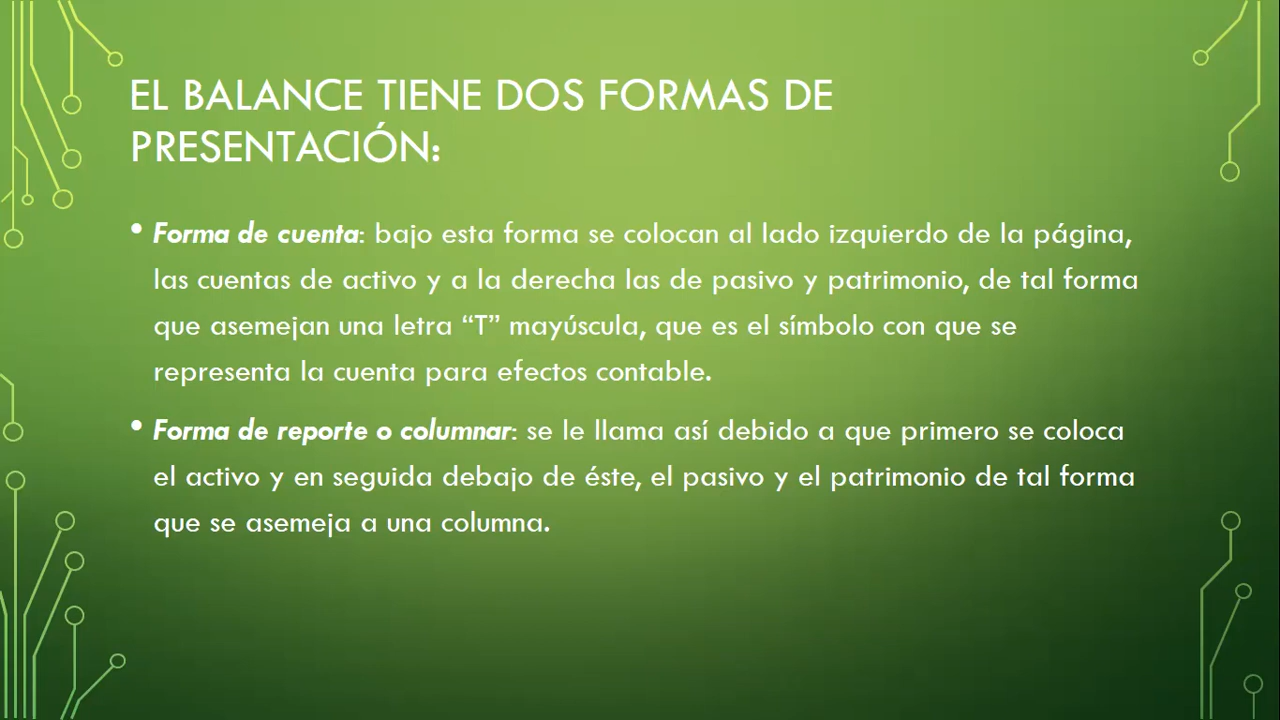 EL BALANCE TIENE DOS FORMAS DE
PRESENTACIÓN:
• Forma de cuenta: bajo esta forma se colocan al lado izquierdo de la página,
las cuentas de activo y a la derecha las de pasivo y patrimonio, de tal forma
que asemejan una letra “T” mayúscula, que es el símbolo con que se
representa la cuenta para efectos contable.
• Forma de reporte o columnar: se le llama así debido a que primero se coloca
el activo y en seguida debajo de éste, el pasivo y el patrimonio de tal forma
que se asemeja a una columna.